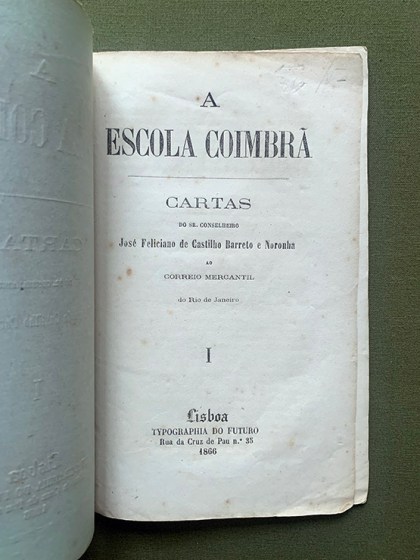 A
ESCOLA COIMBRÃ
CARTAS
DO SR. CONSELHEIRO
José Feliciano de Castilho Barreto e Noronha
AO
CORREIO MERCANTIL
do Rio de Janeiro
I
Lisboa
TYPOGRAPHIA DO FUTURO
Rua da Cruz de Pau n.º 35
1866